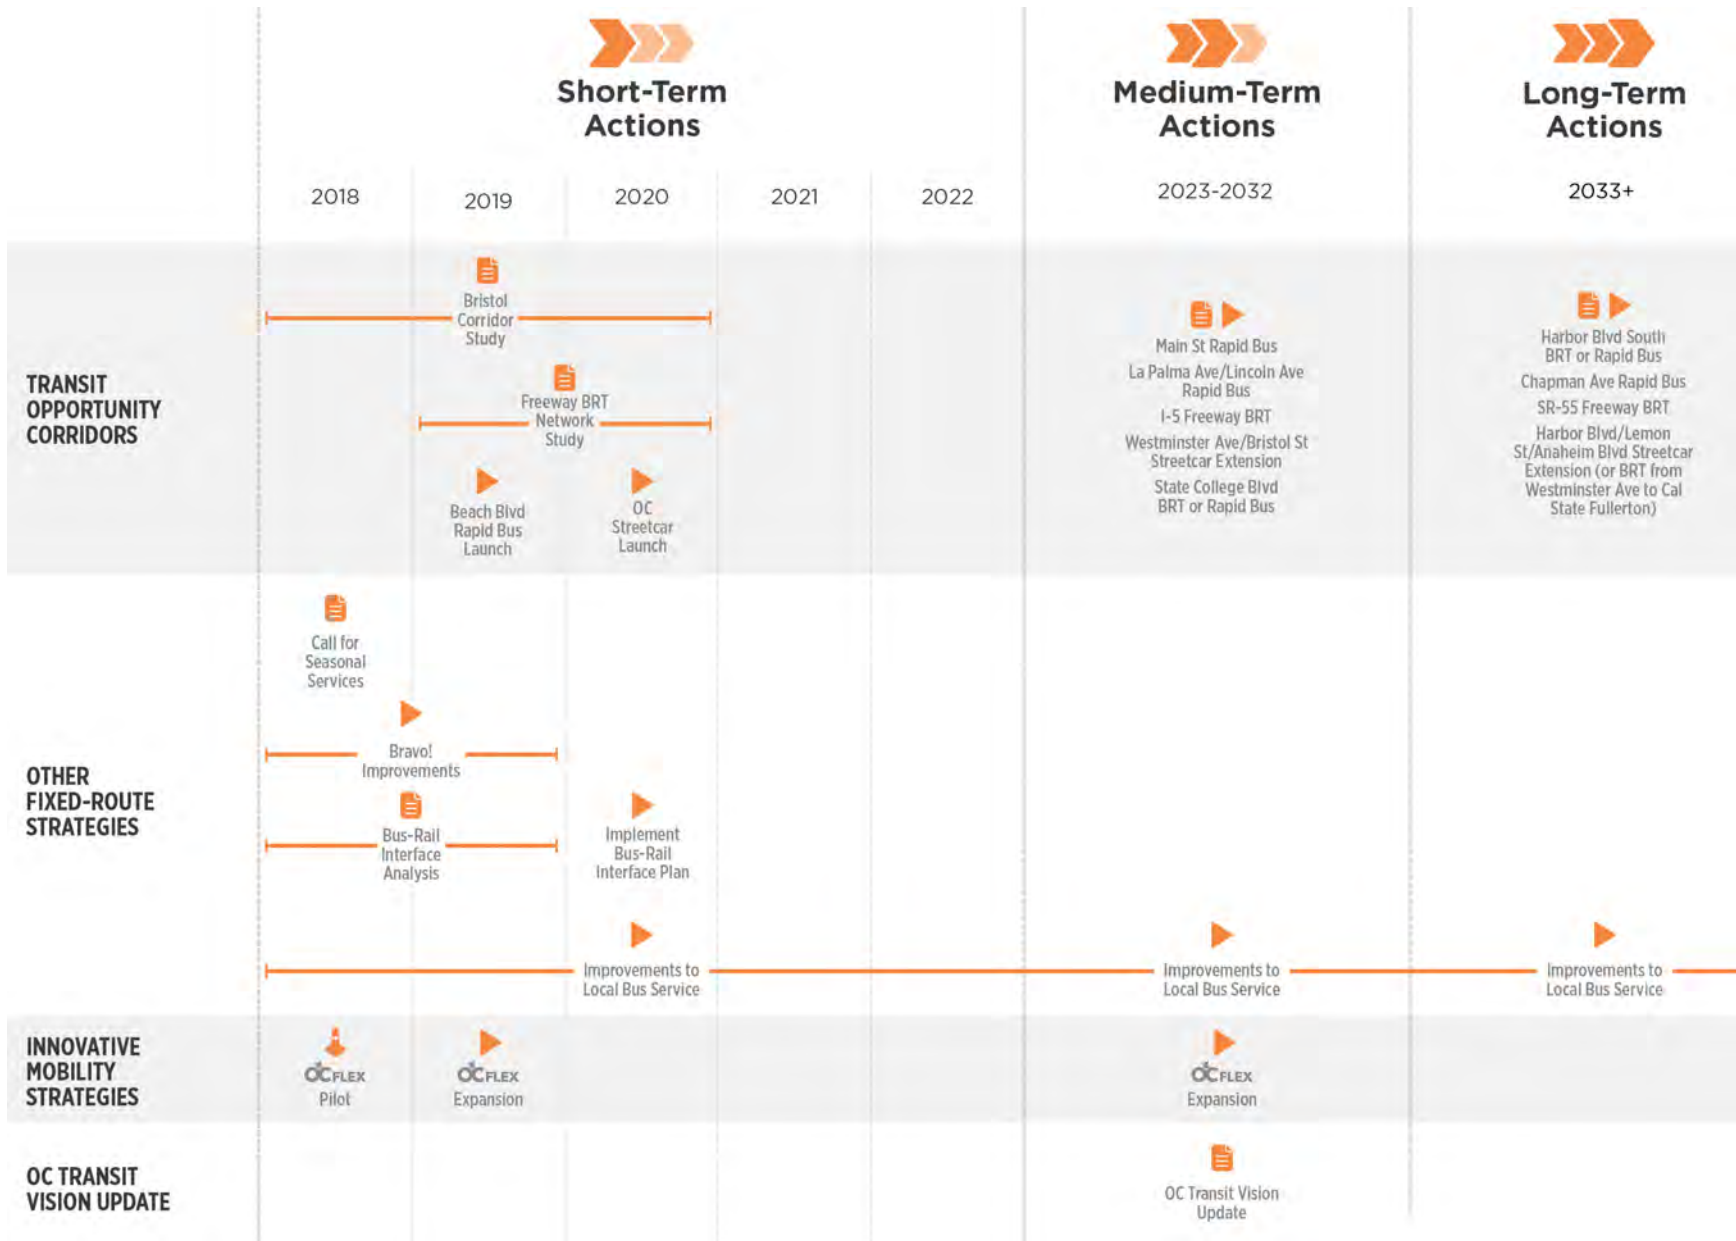 Short-Term
Actions
Medium-Term
Actions
Long-Term
Actions
2018
2019
2020
2021
2022
2023-2032
2033+
TRANSIT
OPPORTUNITY
CORRIDORS
Bristol
Corridor
Study
Freeway BRT
Network
Study
Beach Blvd
Rapid Bus
Launch
OC
Streetcar
Launch
Main St Rapid Bus
La Palma Ave/Lincoln Ave
Rapid Bus
I-5 Freeway BRT
Westminster Ave/Bristol St
Streetcar Extension
State College Blvd
BRT or Rapid Bus
Harbor Blvd South
BRT or Rapid Bus
Chapman Ave Rapid Bus
SR-55 Freeway BRT
Harbor Blvd/Lemon
St/Anaheim Blvd Streetcar
Extension (or BRT from
Westminster Ave to Cal
State Fullerton)
OTHER
FIXED-ROUTE
STRATEGIES
Call for
Seasonal
Services
Bravo!
Improvements
Bus-Rail
Interface
Analysis
Implement
Bus-Rail
Interface Plan
Improvements to
Local Bus Service
Improvements to
Local Bus Service
Improvements to
Local Bus Service
INNOVATIVE
MOBILITY
STRATEGIES
OC FLEX
Pilot
OC FLEX
Expansion
OC FLEX
Expansion
OC TRANSIT
VISION UPDATE
OC Transit Vision
Update